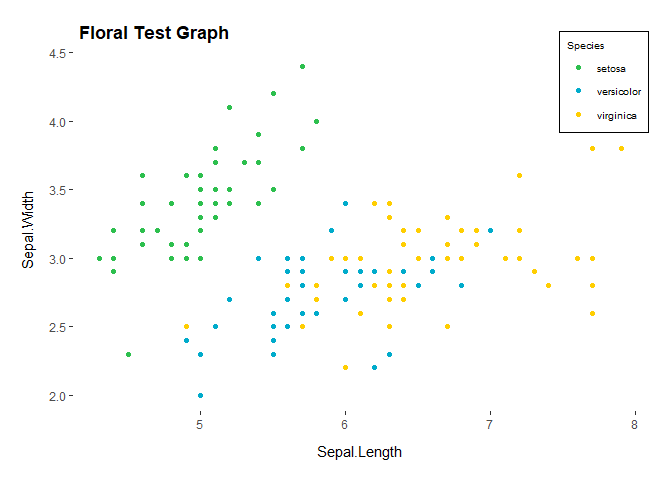 Floral Test Graph
Species
setosa
versicolor
virginica
4.5
4.0
3.5
3.0
2.5
2.0
Sepal.Width
5
6
7
8
Sepal.Length